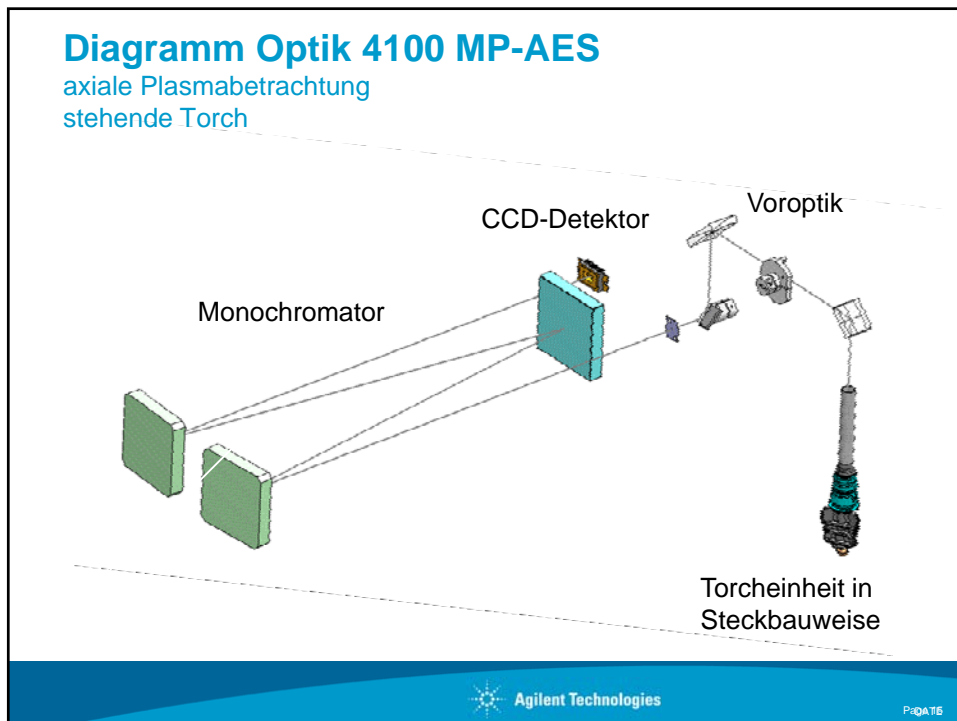 Diagramm Optik 4100 MP-AES
axiale Plasmabetrachtung
stehende Torch
Voroptik
CCD-Detektor
Monochromator
Torcheinheit in
Steckbauweise
Agilent Technologies